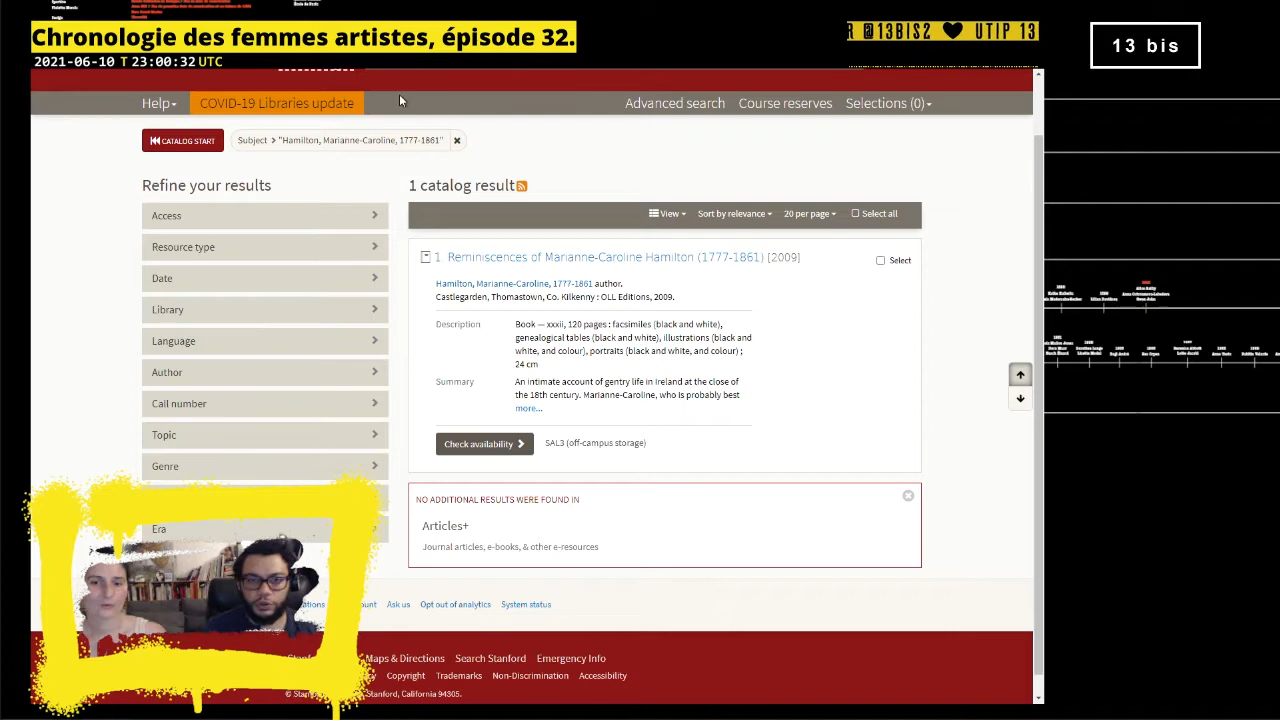 Chronologie des femmes artistes, épisode 32.
2021-06-10 T 23:00:32 UTC
R @13BIS2 UTIP 13
13 bis
Help
COVID-19 Libraries update
Advanced search
Course reserves
Selections (0)
CATALOG START
Subject > "Hamilton, Marianne-Caroline, 1777-1861"
Refine your results
Access
Resource type
Date
Library
Language
Author
Call number
Topic
Genre
Era
1 catalog result
View
Sort by relevance
20 per page
Select all
1. Reminiscences of Marianne-Caroline Hamilton (1777-1861) [2009]
Select
Hamilton, Marianne-Caroline, 1777-1861 author.
Castlegarden, Thomastown, Co. Kilkenny : OLL Editions, 2009.
Description
Book — xxxii, 120 pages : facsimiles (black and white),
genealogical tables (black and white), illustrations (black and
white, and colour), portraits (black and white, and colour) ;
24 cm
Summary
An intimate account of gentry life in Ireland at the close of
the 18th century. Marianne-Caroline, who is probably best
more...
Check availability
SAL3 (off-campus storage)
NO ADDITIONAL RESULTS WERE FOUND IN
Articles+
Journal articles, e-books, & other e-resources
Ask us
Opt out of analytics
System status
Maps & Directions
Search Stanford
Emergency Info
Copyright
Trademarks
Non-Discrimination
Accessibility
Stanford, California 94305.